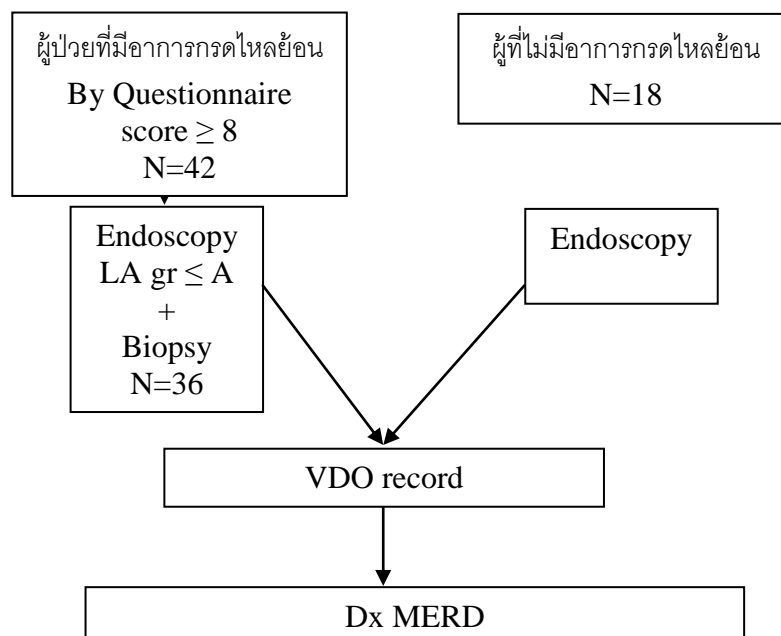 ผู้ป่วยที่มีอาการกรดไหลย้อน
By Questionnaire
score ≥ 8
N=42
ผู้ที่ไม่มีอาการกรดไหลย้อน
N=18
Endoscopy
LA gr ≤ A
+
Biopsy
N=36
Endoscopy
VDO record
Dx MERD